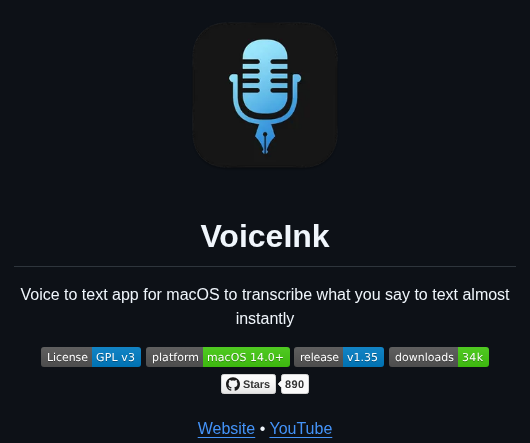 VoiceInk
Voice to text app for macOS to transcribe what you say to text almost
instantly
License GPL v3 platform macOS 14.0+ release v1.35 downloads 34k
Stars 890
Website • YouTube